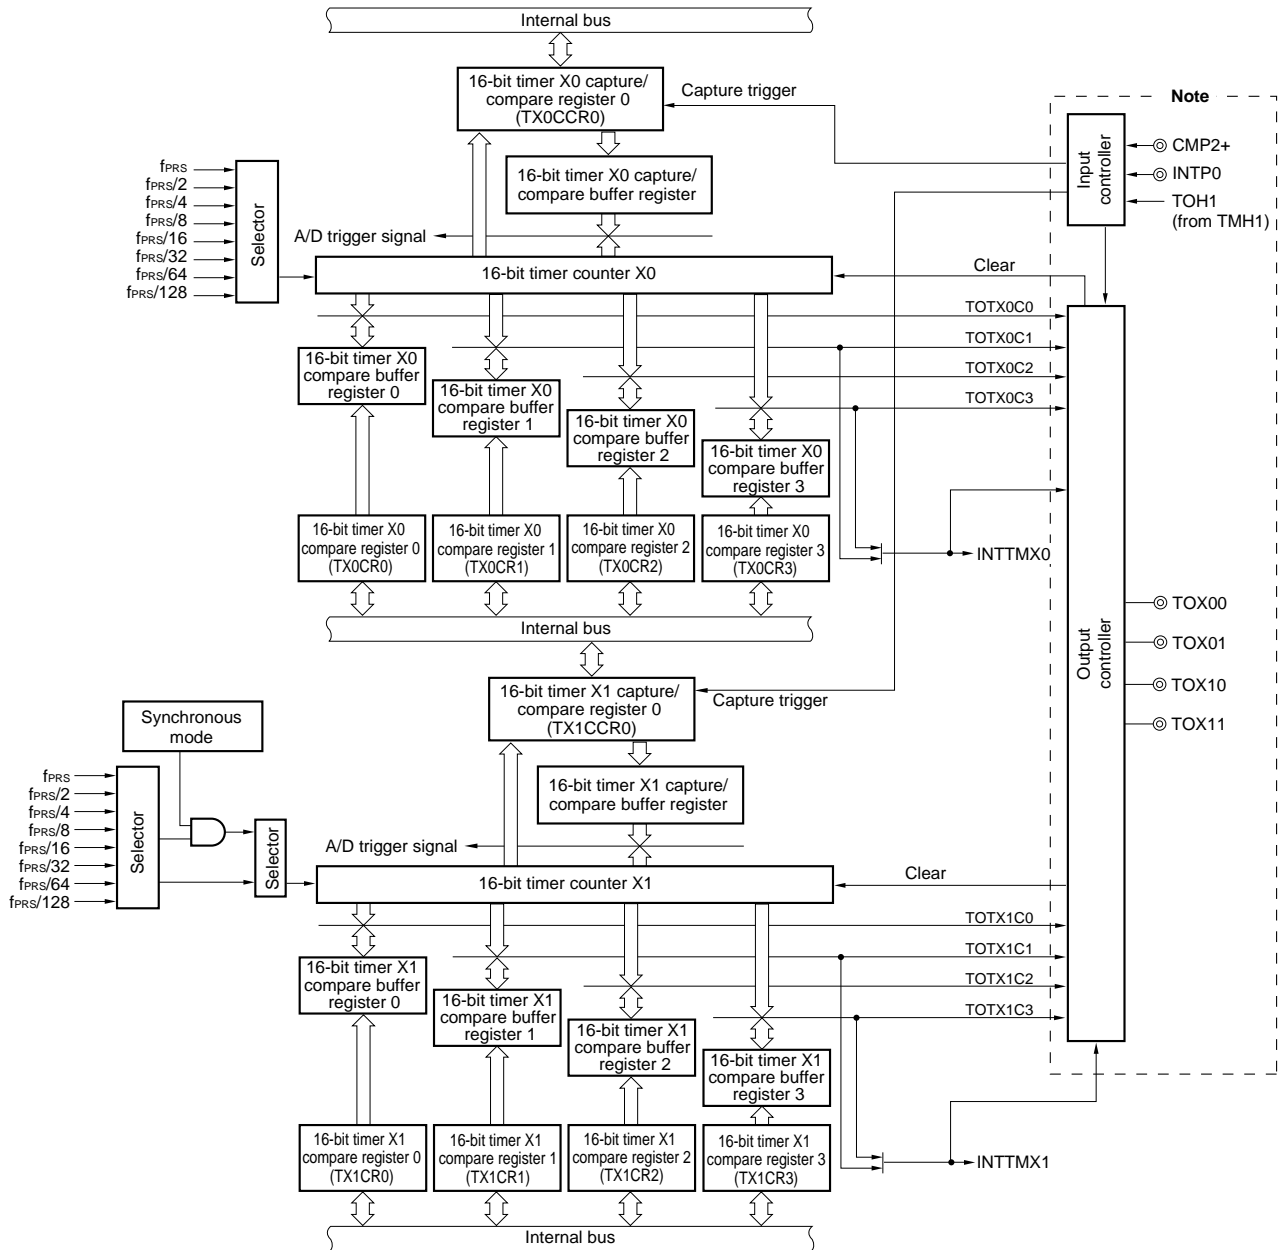 Internal bus
16-bit timer X0 capture/
compare register 0
(TX0CCR0)
Capture trigger
Note
Input
controller
CMP2+
INTP0
TOH1
(from TMH1)
fPRS
fPRS/2
fPRS/4
fPRS/8
fPRS/16
fPRS/32
fPRS/64
fPRS/128
Selector
16-bit timer X0 capture/
compare buffer register
A/D trigger signal
16-bit timer counter X0
Clear
TOTX0C0
TOTX0C1
TOTX0C2
TOTX0C3
16-bit timer X0
compare buffer
register 0
16-bit timer X0
compare buffer
register 1
16-bit timer X0
compare buffer
register 2
16-bit timer X0
compare buffer
register 3
16-bit timer X0
compare register 0
(TX0CR0)
16-bit timer X0
compare register 1
(TX0CR1)
16-bit timer X0
compare register 2
(TX0CR2)
16-bit timer X0
compare register 3
(TX0CR3)
INTTMX0
Internal bus
Output
controller
TOX00
TOX01
TOX10
TOX11
16-bit timer X1 capture/
compare register 0
(TX1CCR0)
Capture trigger
Synchronous
mode
fPRS
fPRS/2
fPRS/4
fPRS/8
fPRS/16
fPRS/32
fPRS/64
fPRS/128
Selector
Selector
16-bit timer X1 capture/
compare buffer register
A/D trigger signal
16-bit timer counter X1
Clear
TOTX1C0
TOTX1C1
TOTX1C2
TOTX1C3
16-bit timer X1
compare buffer
register 0
16-bit timer X1
compare buffer
register 1
16-bit timer X1
compare buffer
register 2
16-bit timer X1
compare buffer
register 3
16-bit timer X1
compare register 0
(TX1CR0)
16-bit timer X1
compare register 1
(TX1CR1)
16-bit timer X1
compare register 2
(TX1CR2)
16-bit timer X1
compare register 3
(TX1CR3)
INTTMX1
Internal bus